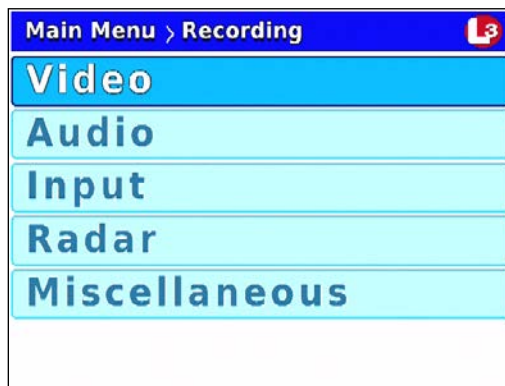 Main Menu > Recording
L3
Video
Audio
Input
Radar
Miscellaneous